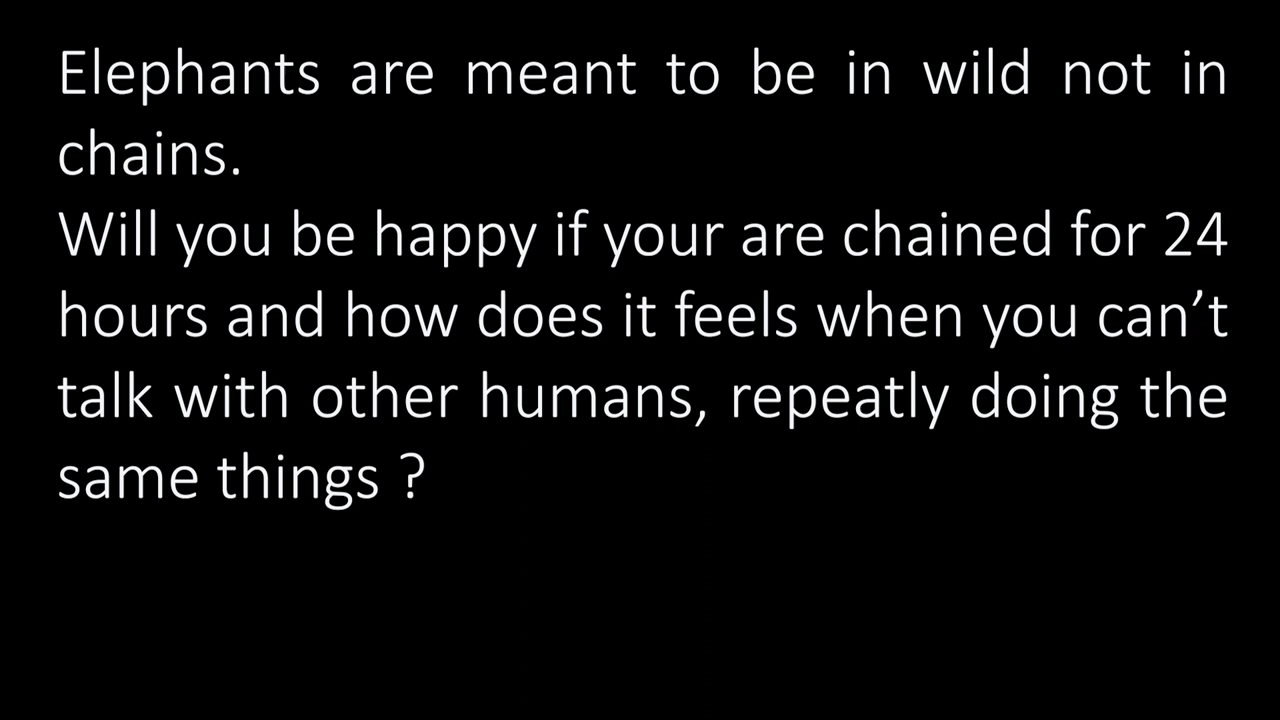 Elephants are meant to be in wild not in
chains.
Will you be happy if your are chained for 24
hours and how does it feels when you can’t
talk with other humans, repeatly doing the
same things ?